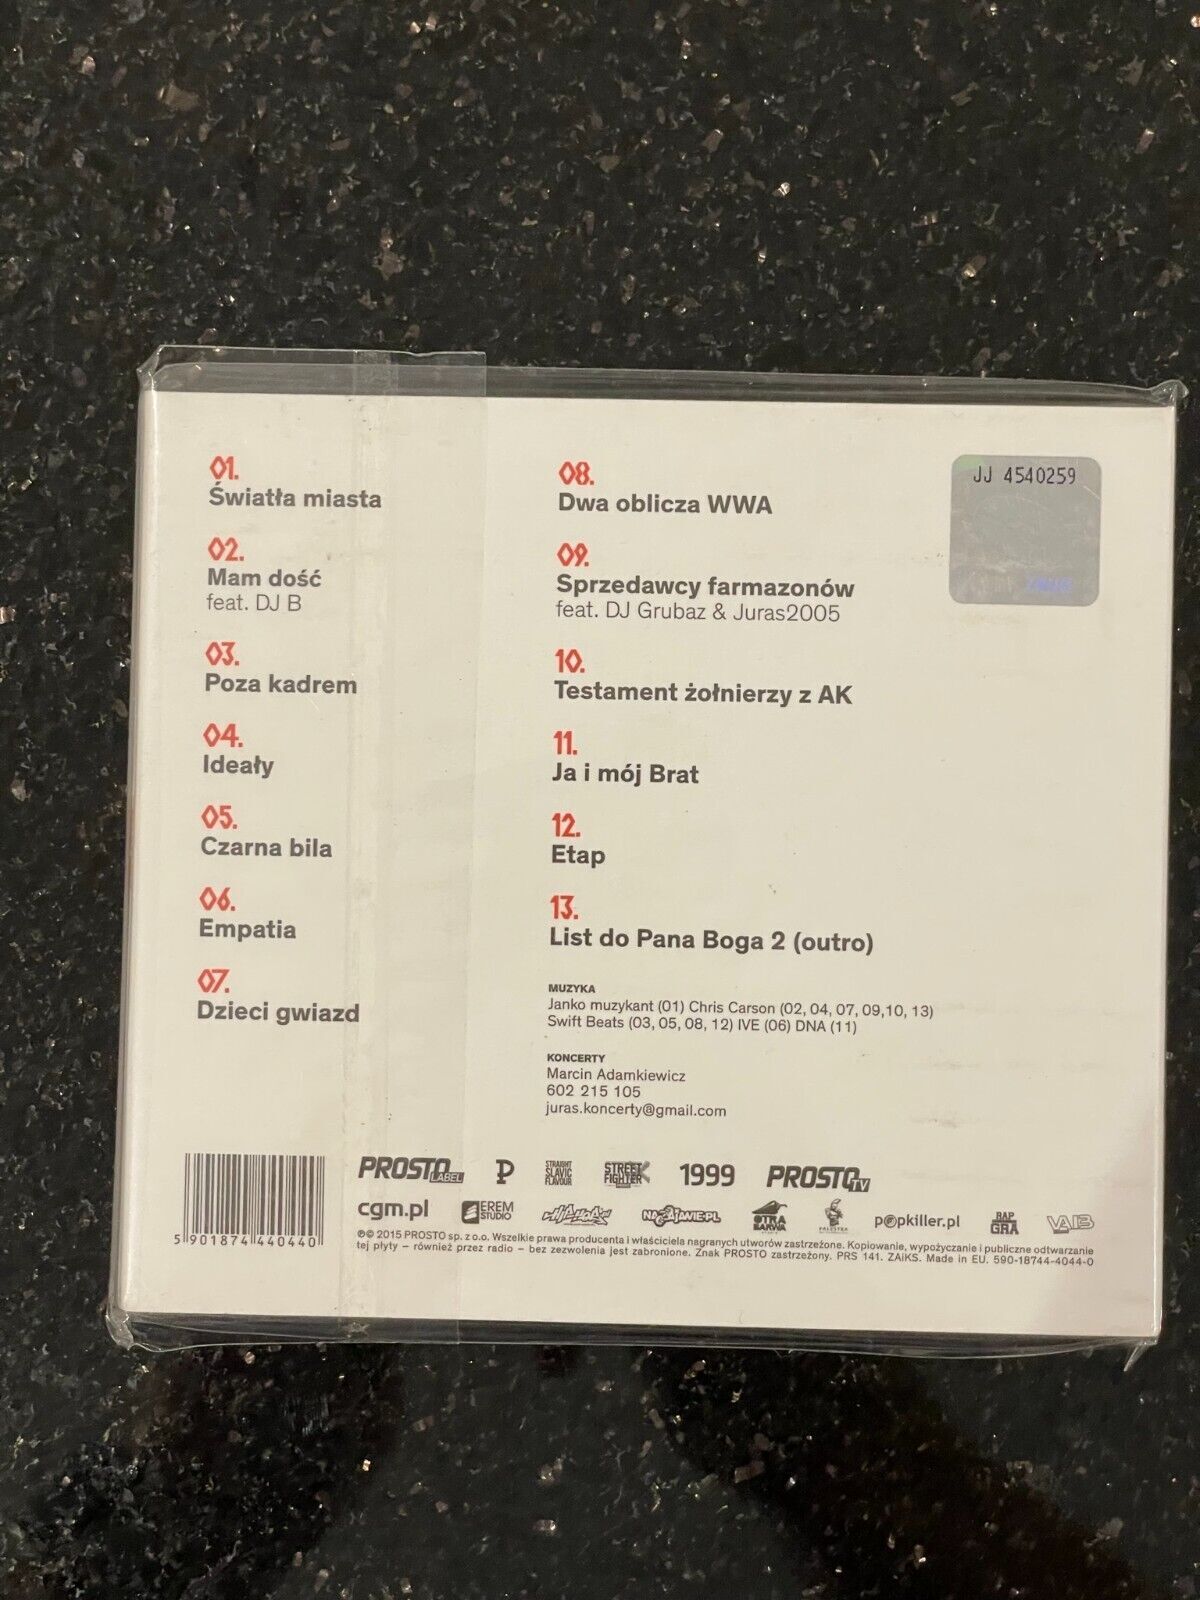 01.
Światła miasta
02.
Mam dość
feat. DJ B
03.
Poza kadrem
04.
Ideały
05.
Czarna bila
06.
Empatia
07.
Dzieci gwiazd
08.
Dwa oblicza WWA
09.
Sprzedawcy farmazonów
feat. DJ Grubaz & Juras2005
10.
Testament żołnierzy z AK
11.
Ja i mój Brat
12.
Etap
13.
List do Pana Boga 2 (outro)
MUZYKA
Janko muzykant (01) Chris Carson (02, 04, 07, 09,10, 13)
Swift Beats (03, 05, 08, 12) IVE (06) DNA (11)
KONCERTY
Marcin Adamkiewicz
602 215 105
juras.koncerty@gmail.com
JJ 4540259
5 901874 440440
PROSTO LABEL P STRAIGHT SLAVIC FLAVOUR STREET FIGHTER 1999 PROSTO TV
cgm.pl EREM STUDIO popkiller.pl RAP GRA VAIB
℗© 2015 PROSTO sp. z o.o. Wszelkie prawa producenta i właściciela nagranych utworów zastrzeżone. Kopiowanie, wypożyczanie i publiczne odtwarzanie
tej płyty – również przez radio – bez zezwolenia jest zabronione. Znak PROSTO zastrzeżony. PRS 141. ZAiKS. Made in EU. 590-18744-4044-0